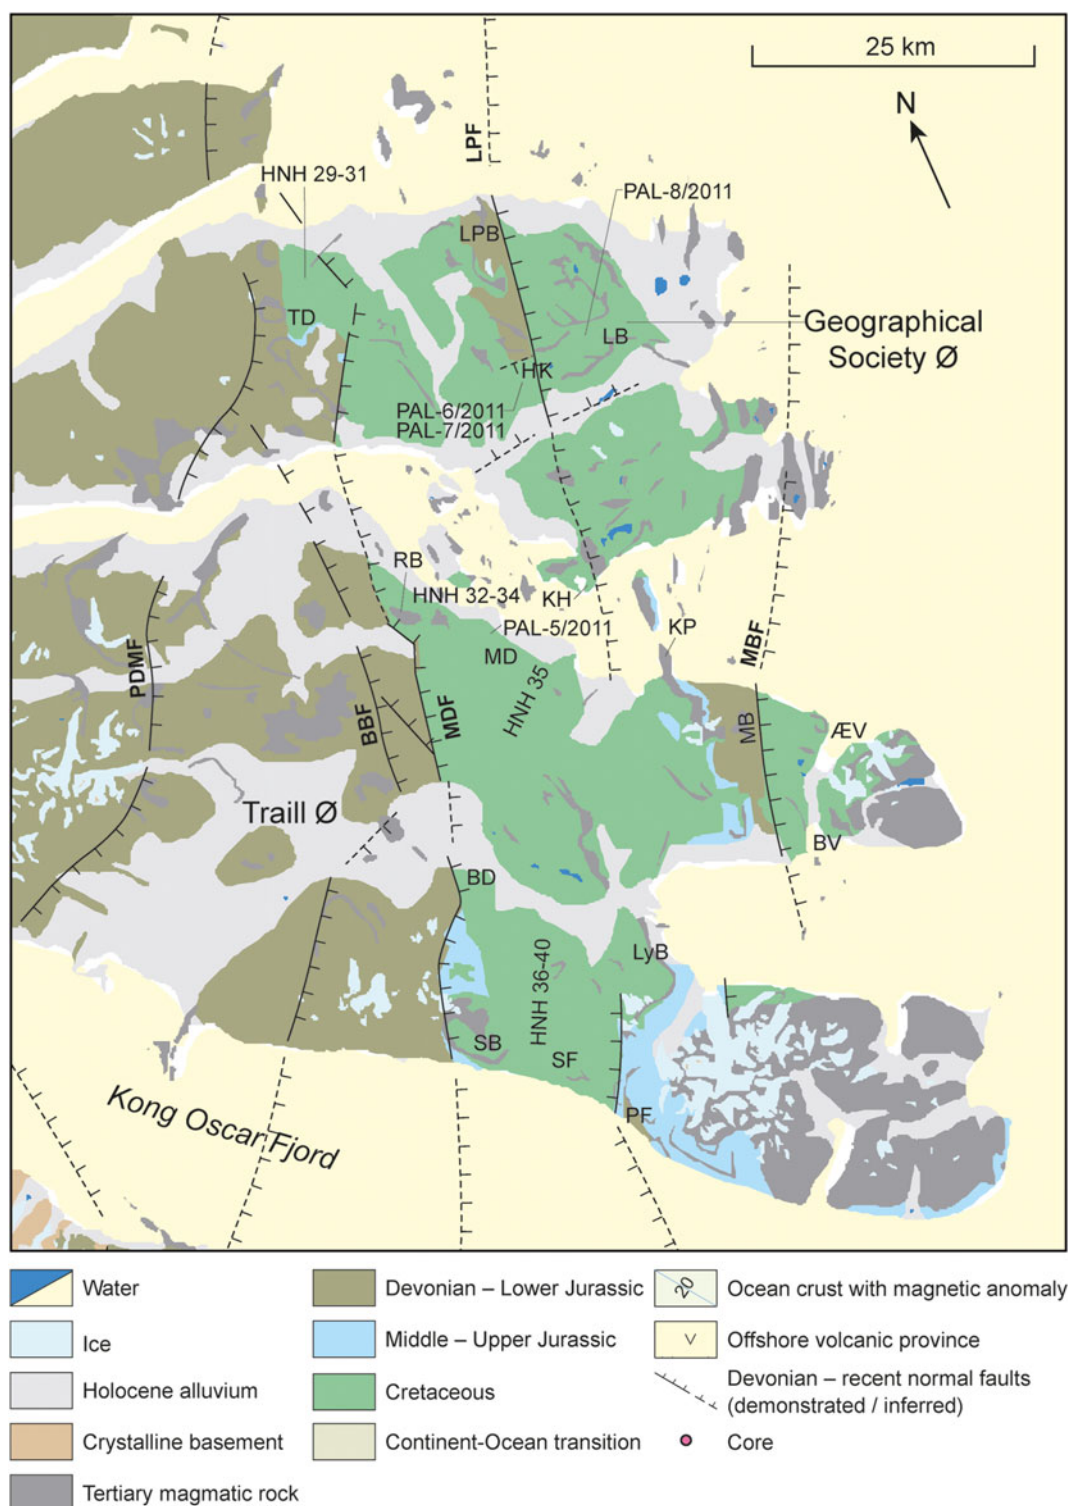 25 km
N
LPF
HNH 29-31
PAL-8/2011
LPB
TD
LB
Geographical
Society Ø
HK
PAL-6/2011
PAL-7/2011
RB
HNH 32-34
KH
KP
PAL-5/2011
MD
HNH 35
MBF
PDMF
BBF
MDF
MB
ÆV
Traill Ø
BV
BD
LyB
HNH 36-40
SB
SF
PF
Kong Oscar Fjord
Water
Devonian – Lower Jurassic
20
Ocean crust with magnetic anomaly
Ice
Middle – Upper Jurassic
Offshore volcanic province
Holocene alluvium
Cretaceous
Devonian – recent normal faults
(demonstrated / inferred)
Crystalline basement
Continent-Ocean transition
Core
Tertiary magmatic rock